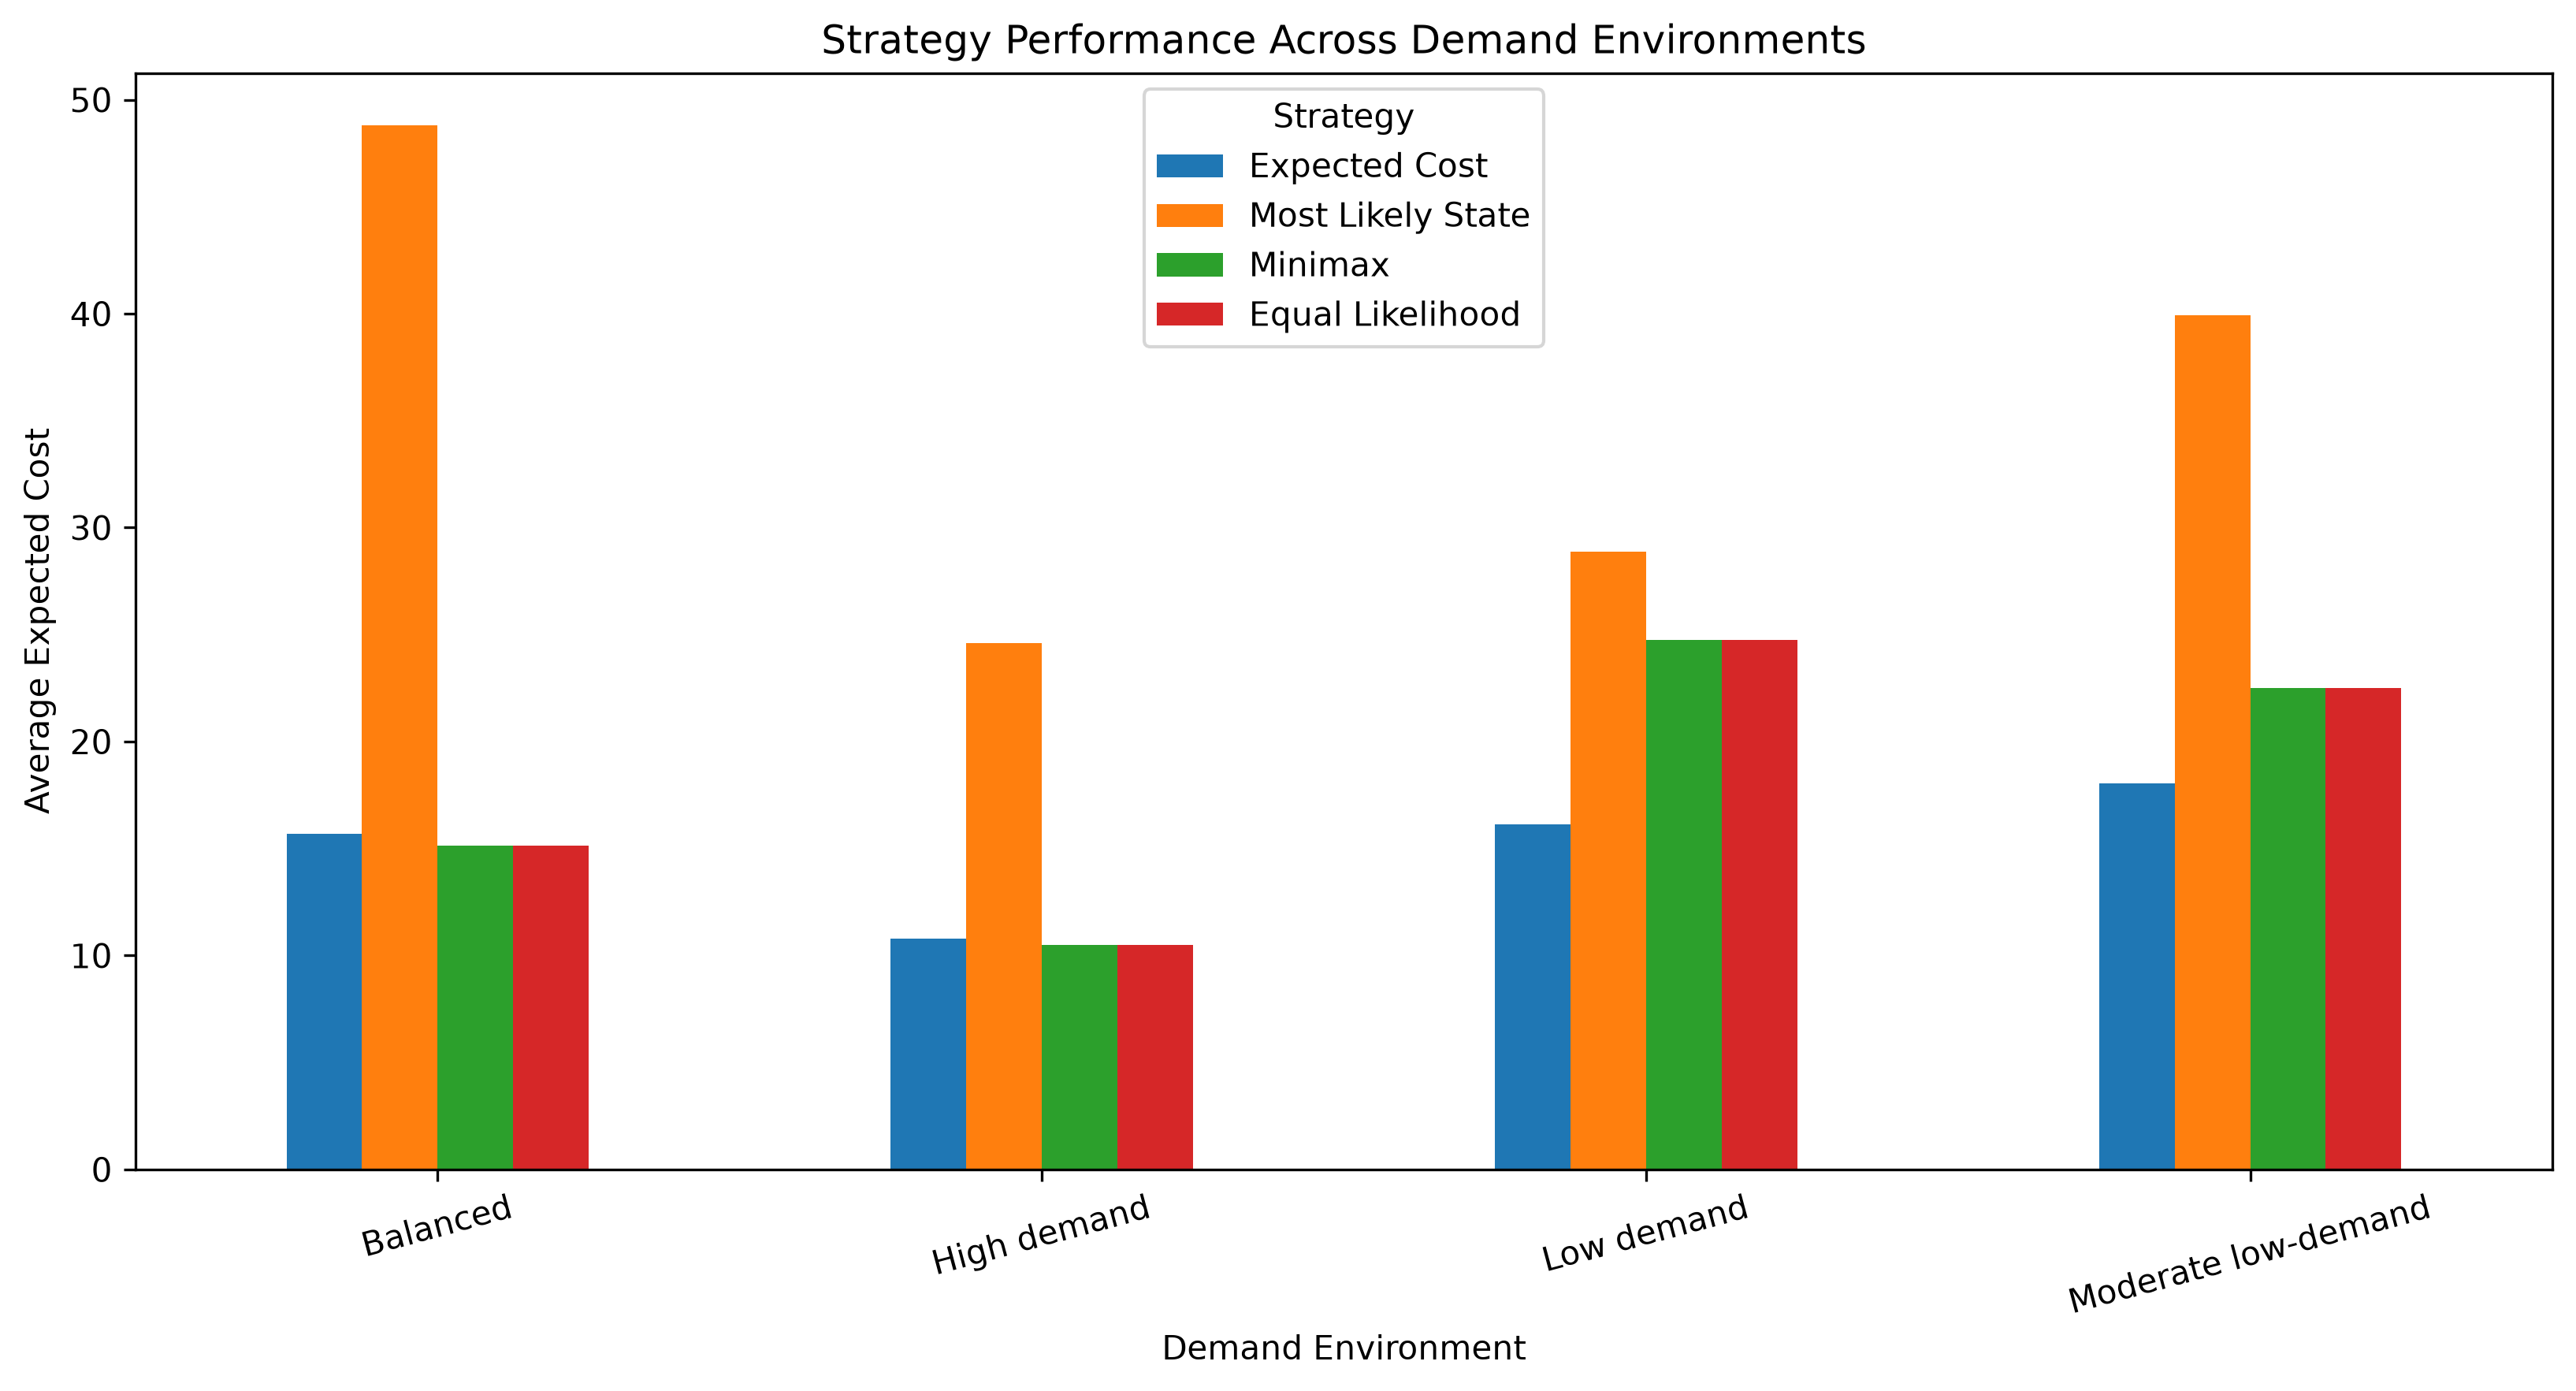 Strategy Performance Across Demand Environments
Strategy
Expected Cost
Most Likely State
Minimax
Equal Likelihood
Average Expected Cost
50
40
30
20
10
0
Balanced
High demand
Low demand
Moderate low-demand
Demand Environment